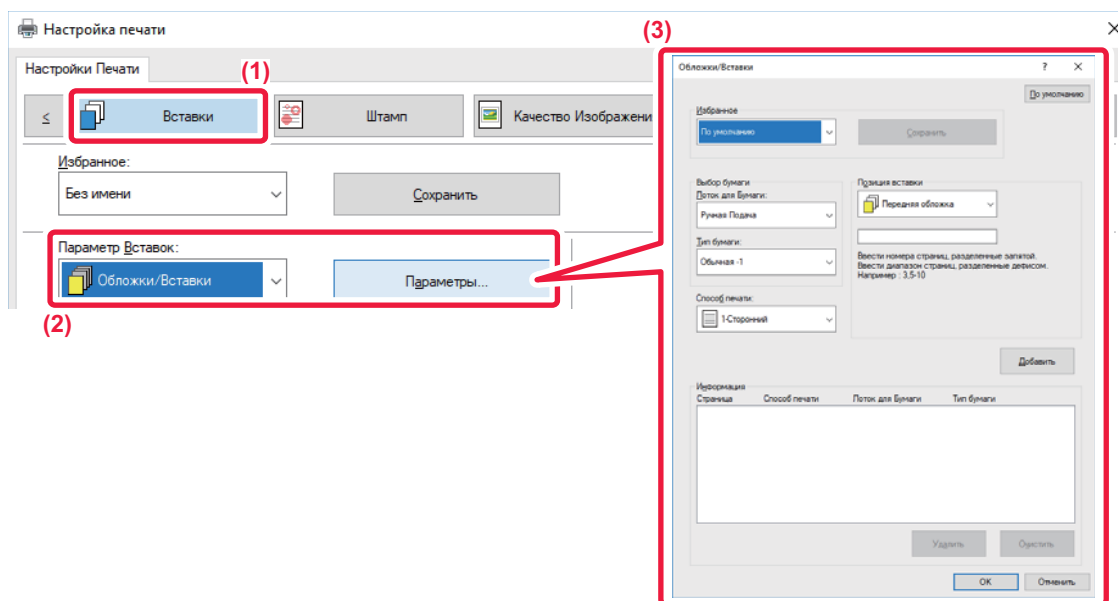 Настройка печати
Настройки Печати
(1)
<
Вставки
Штамп
Качество Изображени
Избранное:
Без имени
Сохранить
Параметр Вставок:
Обложки/Вставки
Параметры...
(2)
(3)
Обложки/Вставки
?
По умолчанию
Избранное
По умолчанию
Сохранить
Выбор бумаги
Лоток для Бумаги:
Ручная Подача
Тип бумаги:
Обычная -1
Способ печати:
1-Сторонний
Позиция вставки
Передняя обложка
Ввести номера страниц, разделенные запятой.
Ввести диапазон страниц, разделенные дефисом.
Например : 3,5-10
Добавить
Информация
Страница Способ печати Лоток для Бумаги Тип бумаги
Удалить
Очистить
OK
Отменить